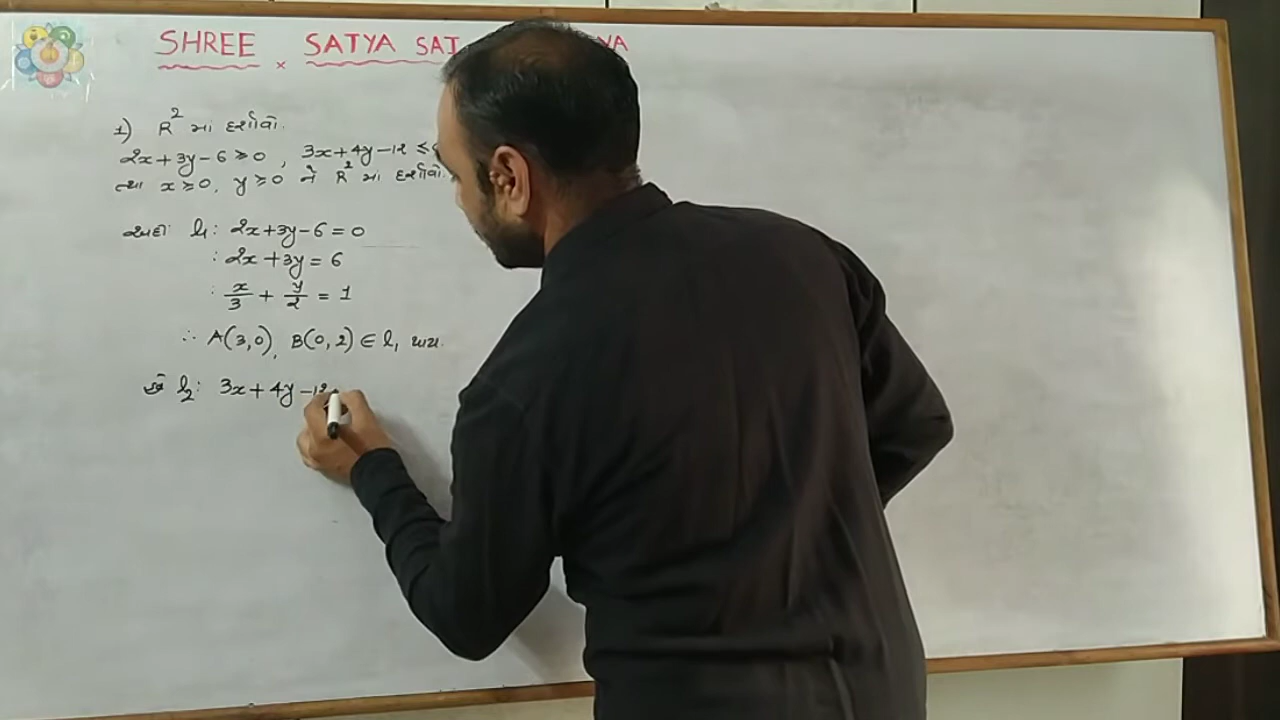 SHREE × SATYA SAI YA
1) R² માં દર્શાવો.
2x+3y-6 ≥ 0 , 3x+4y-12 ≤
તથા x ≥ 0, y ≥ 0 ને R² માં દર્શાવો.
અહીં l₁: 2x+3y-6 = 0
: 2x+3y = 6
: x/3 + y/2 = 1
∴ A(3,0), B(0,2) ∈ l₁ થાય.
l₂: 3x+4y-12